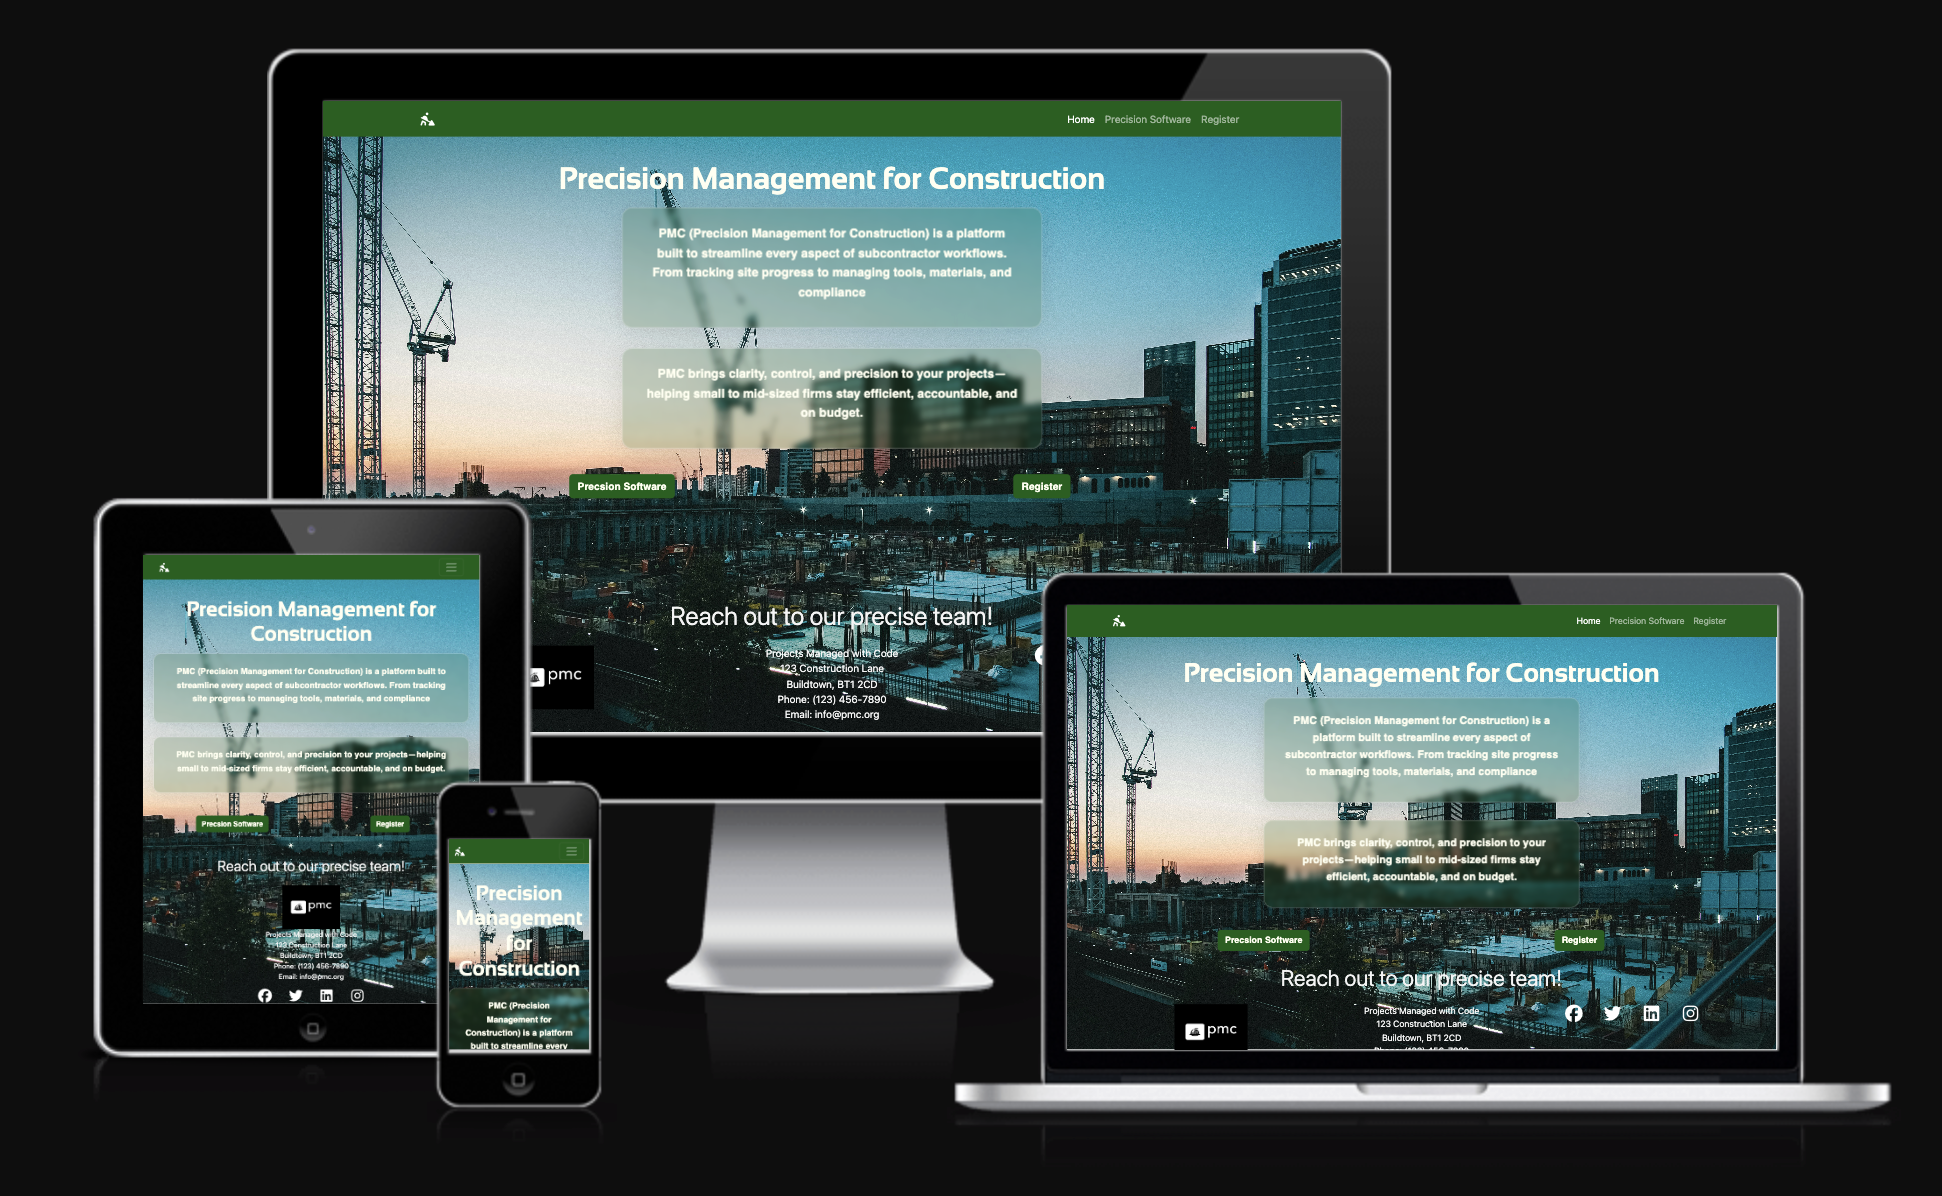 Home Precision Software Register
Precision Management for Construction
PMC (Precision Management for Construction) is a platform
built to streamline every aspect of subcontractor workflows.
From tracking site progress to managing tools, materials, and
compliance
PMC brings clarity, control, and precision to your projects—
helping small to mid-sized firms stay efficient, accountable, and
on budget.
Precsion Software
Register
Reach out to our precise team!
pmc
Projects Managed with Code
123 Construction Lane
Buildtown, BT1 2CD
Phone: (123) 456-7890
Email: info@pmc.org
Precision Management for
Construction
PMC (Precision Management for Construction) is a platform built to
streamline every aspect of subcontractor workflows. From tracking
site progress to managing tools, materials, and compliance
PMC brings clarity, control, and precision to your projects—helping
small to mid-sized firms stay efficient, accountable, and on budget.
Precsion Software
Register
Reach out to our precise team!
pmc
Projects Managed with Code
123 Construction Lane
Buildtown, BT1 2CD
Phone: (123) 456-7890
Email: info@pmc.org
Precision
Management
for
Construction
PMC (Precision
Management for
Construction) is a platform
built to streamline every
Home Precision Software Register
Precision Management for Construction
PMC (Precision Management for Construction) is a
platform built to streamline every aspect of
subcontractor workflows. From tracking site progress
to managing tools, materials, and compliance
PMC brings clarity, control, and precision to your
projects—helping small to mid-sized firms stay
efficient, accountable, and on budget.
Precsion Software
Register
Reach out to our precise team!
pmc
Projects Managed with Code
123 Construction Lane
Buildtown, BT1 2CD
Phone: (123) 456-7890